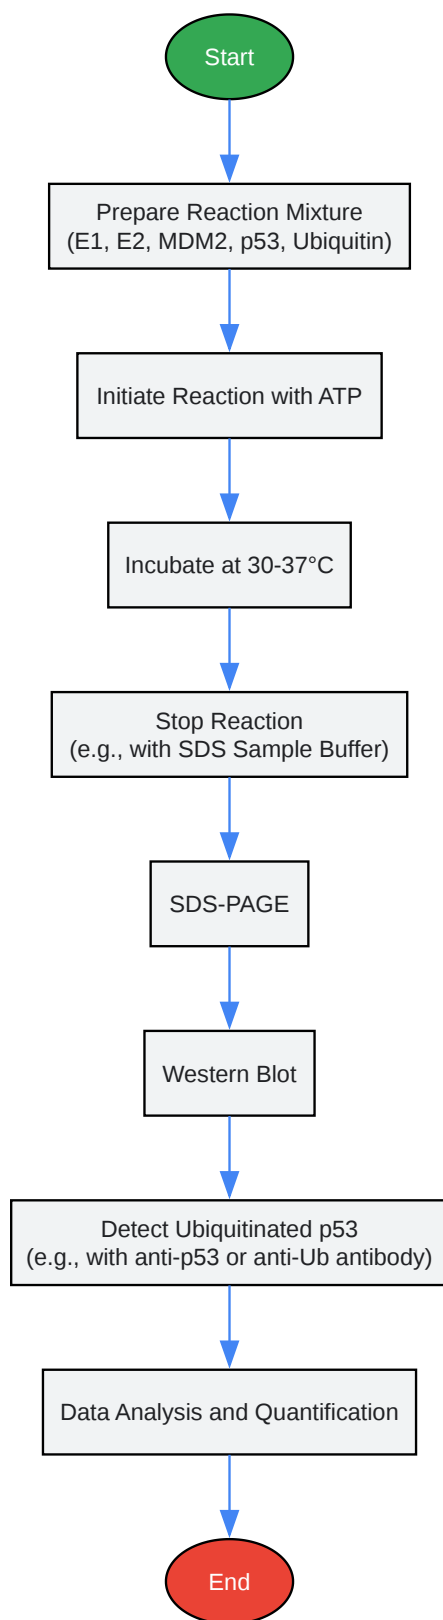 Start
Prepare Reaction Mixture
(E1, E2, MDM2, p53, Ubiquitin)
Initiate Reaction with ATP
Incubate at 30-37°C
Stop Reaction
(e.g., with SDS Sample Buffer)
SDS-PAGE
Western Blot
Detect Ubiquitinated p53
(e.g., with anti-p53 or anti-Ub antibody)
Data Analysis and Quantification
End